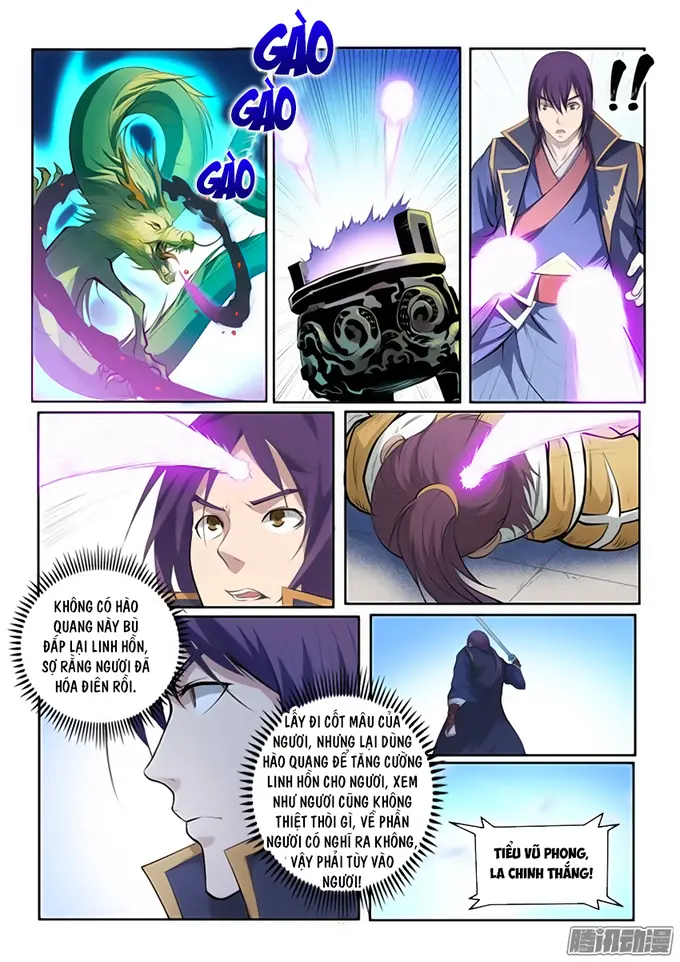 GÀO
GÀO
GÀO
!!
KHÔNG CÓ HÀO
QUANG NÀY BÙ
ĐẮP LẠI LINH HỒN,
SỢ RẰNG NGƯƠI ĐÃ
HÓA ĐIÊN RỒI.
LẤY ĐI CỐT MÂU CỦA
NGƯƠI, NHƯNG LẠI DÙNG
HÀO QUANG ĐỂ TĂNG CƯỜNG
LINH HỒN CHO NGƯƠI, XEM
NHƯ NGƯƠI CŨNG KHÔNG
THIỆT THÒI GÌ, VỀ PHẦN
NGƯƠI CÓ NGHĨ RA KHÔNG,
VẬY PHẢI TÙY VÀO
NGƯƠI!
TIỀU VŨ PHONG,
LA CHINH THẮNG!
腾讯动漫